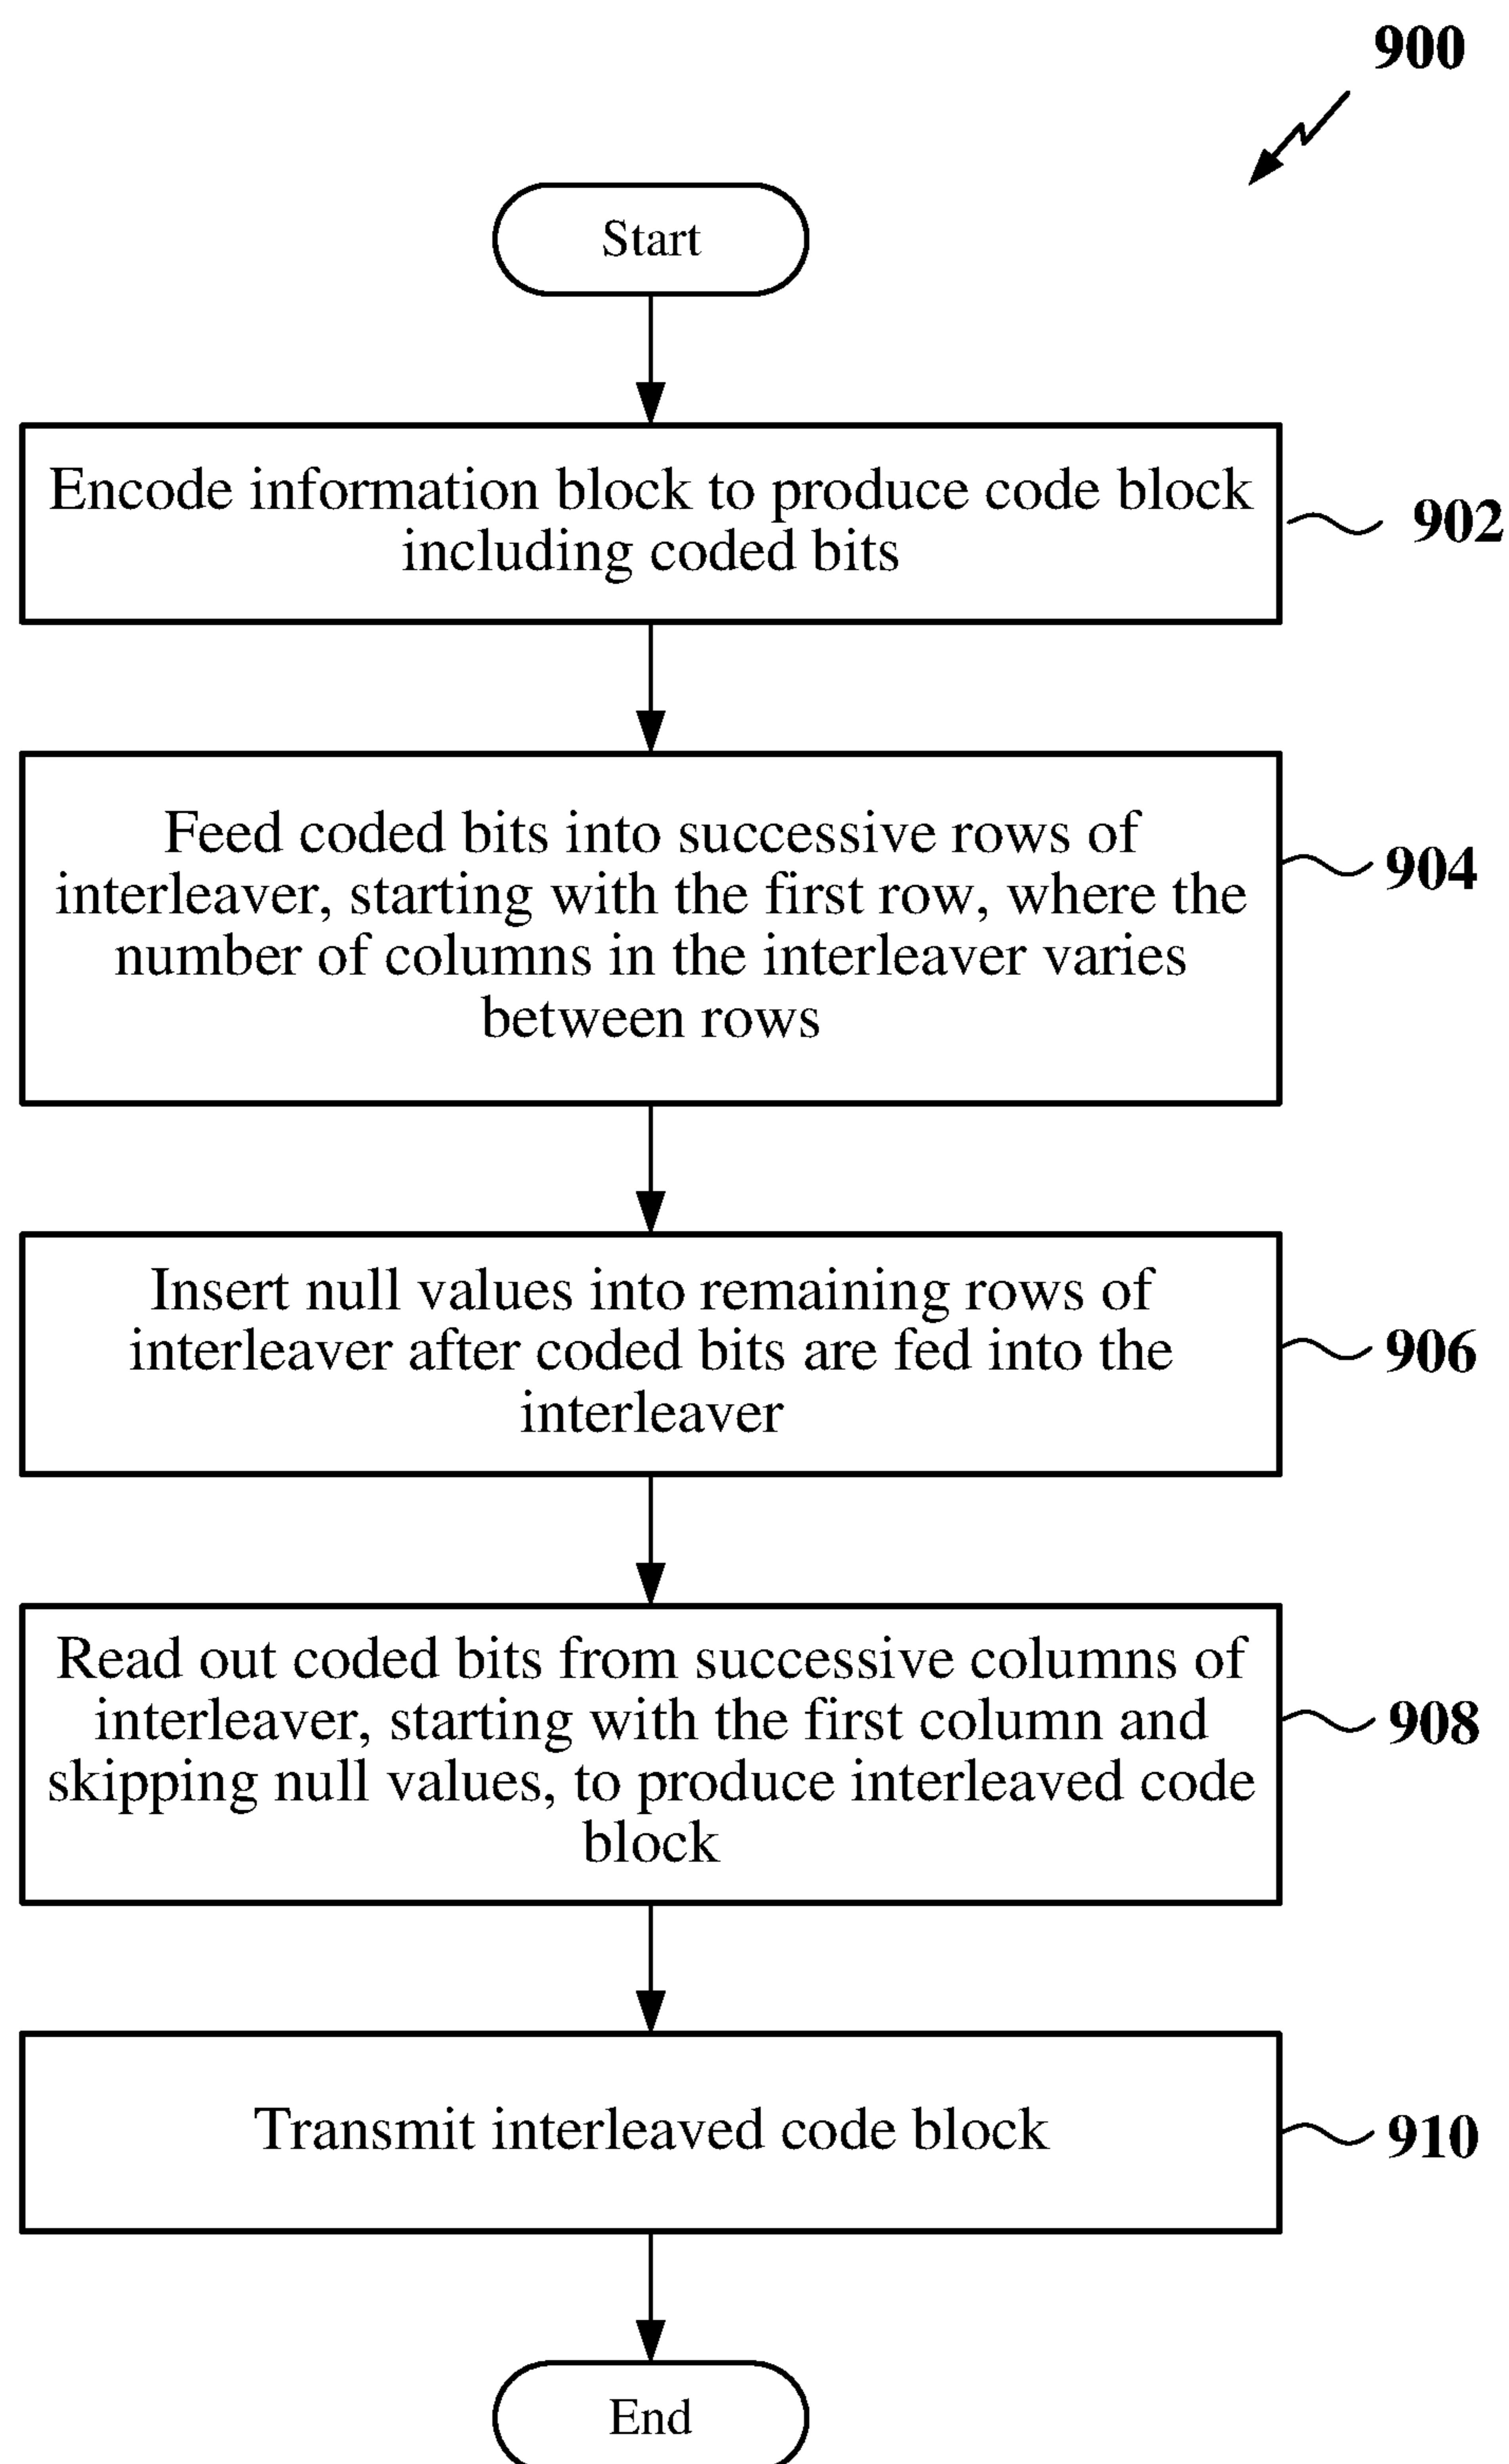 900
Start
Encode information block to produce code block
including coded bits
902
Feed coded bits into successive rows of
interleaver, starting with the first row, where the
number of columns in the interleaver varies
between rows
904
Insert null values into remaining rows of
interleaver after coded bits are fed into the
interleaver
906
Read out coded bits from successive columns of
interleaver, starting with the first column and
skipping null values, to produce interleaved code
block
908
Transmit interleaved code block
910
End